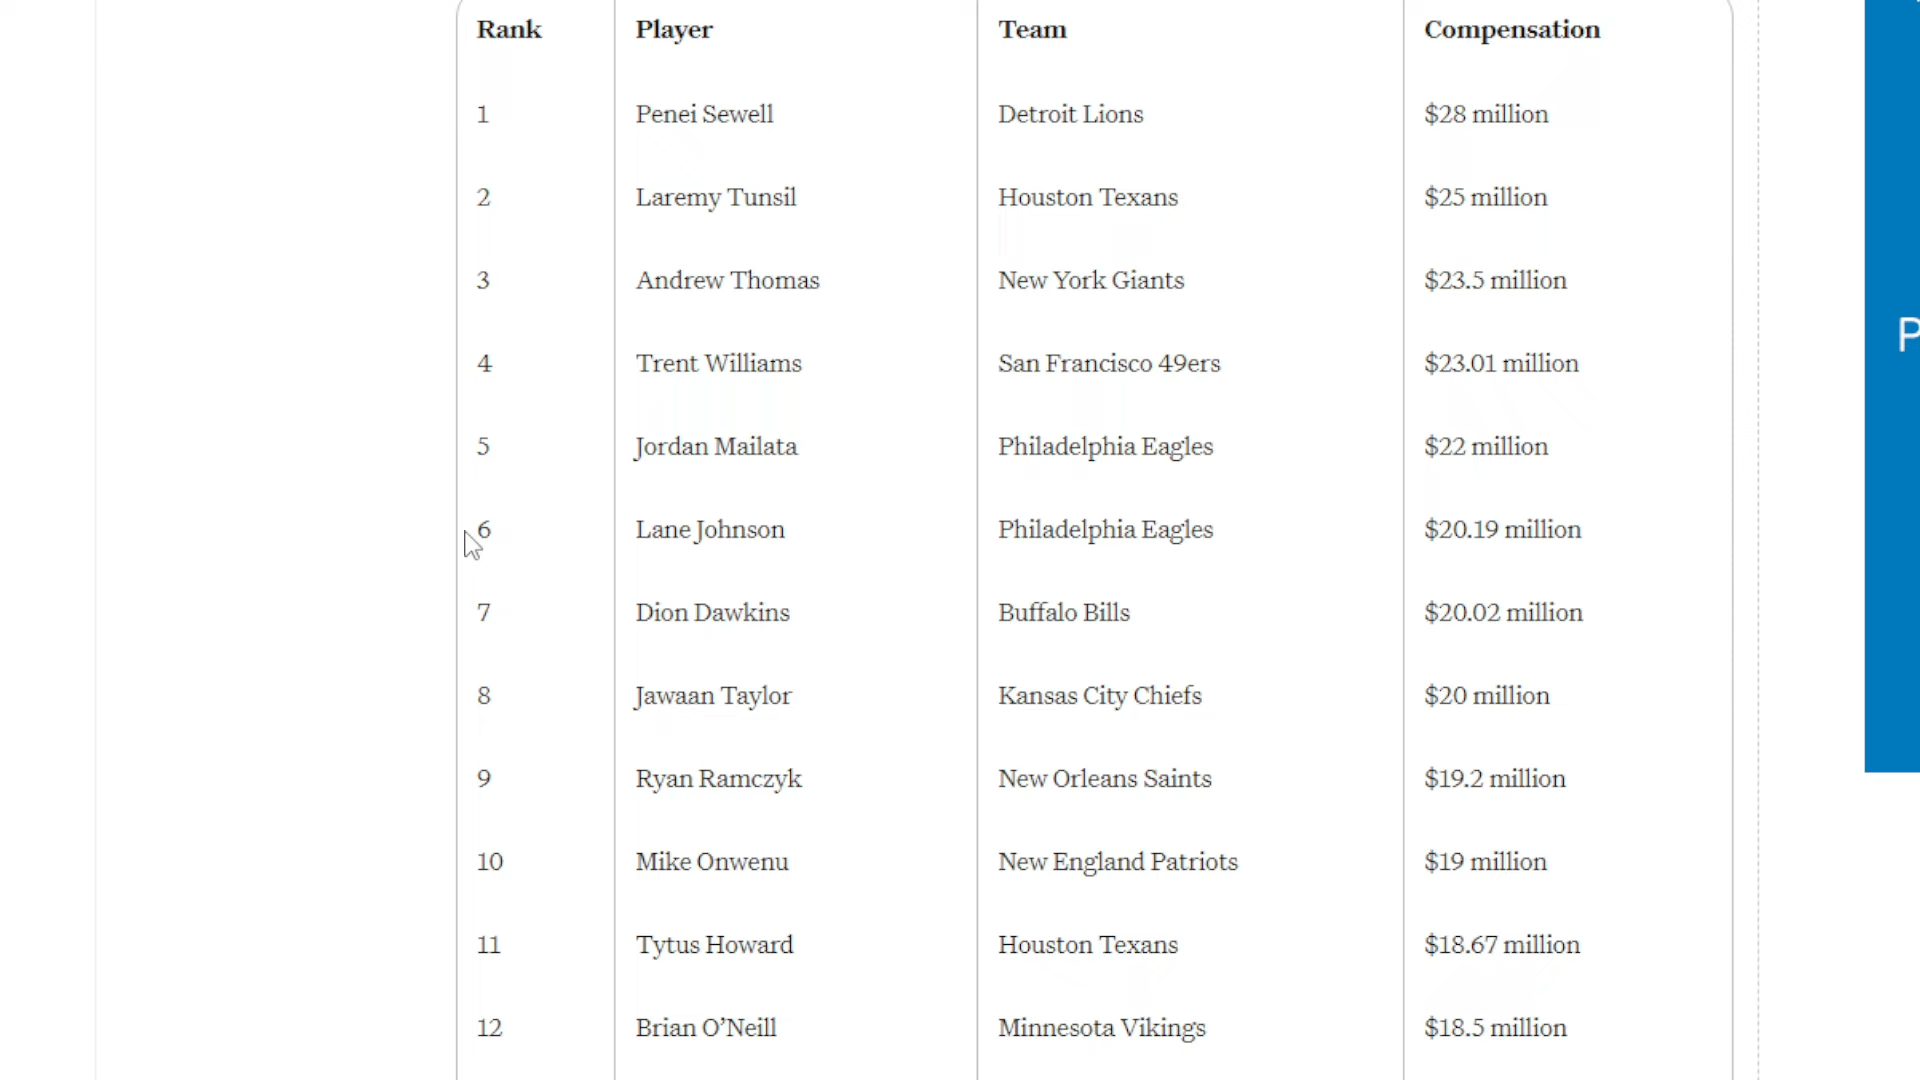 Rank Player Team Compensation
1 Penei Sewell Detroit Lions $28 million
2 Laremy Tunsil Houston Texans $25 million
3 Andrew Thomas New York Giants $23.5 million
4 Trent Williams San Francisco 49ers $23.01 million
P
5 Jordan Mailata Philadelphia Eagles $22 million
6 Lane Johnson Philadelphia Eagles $20.19 million
7 Dion Dawkins Buffalo Bills $20.02 million
8 Jawaan Taylor Kansas City Chiefs $20 million
9 Ryan Ramczyk New Orleans Saints $19.2 million
10 Mike Onwenu New England Patriots $19 million
11 Tytus Howard Houston Texans $18.67 million
12 Brian O’Neill Minnesota Vikings $18.5 million